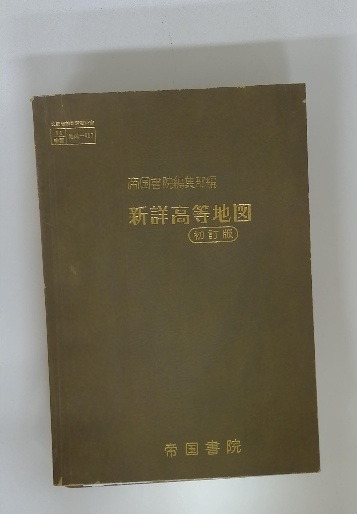 帝国書院編集部編
新詳高等地図
初訂版
帝国書院